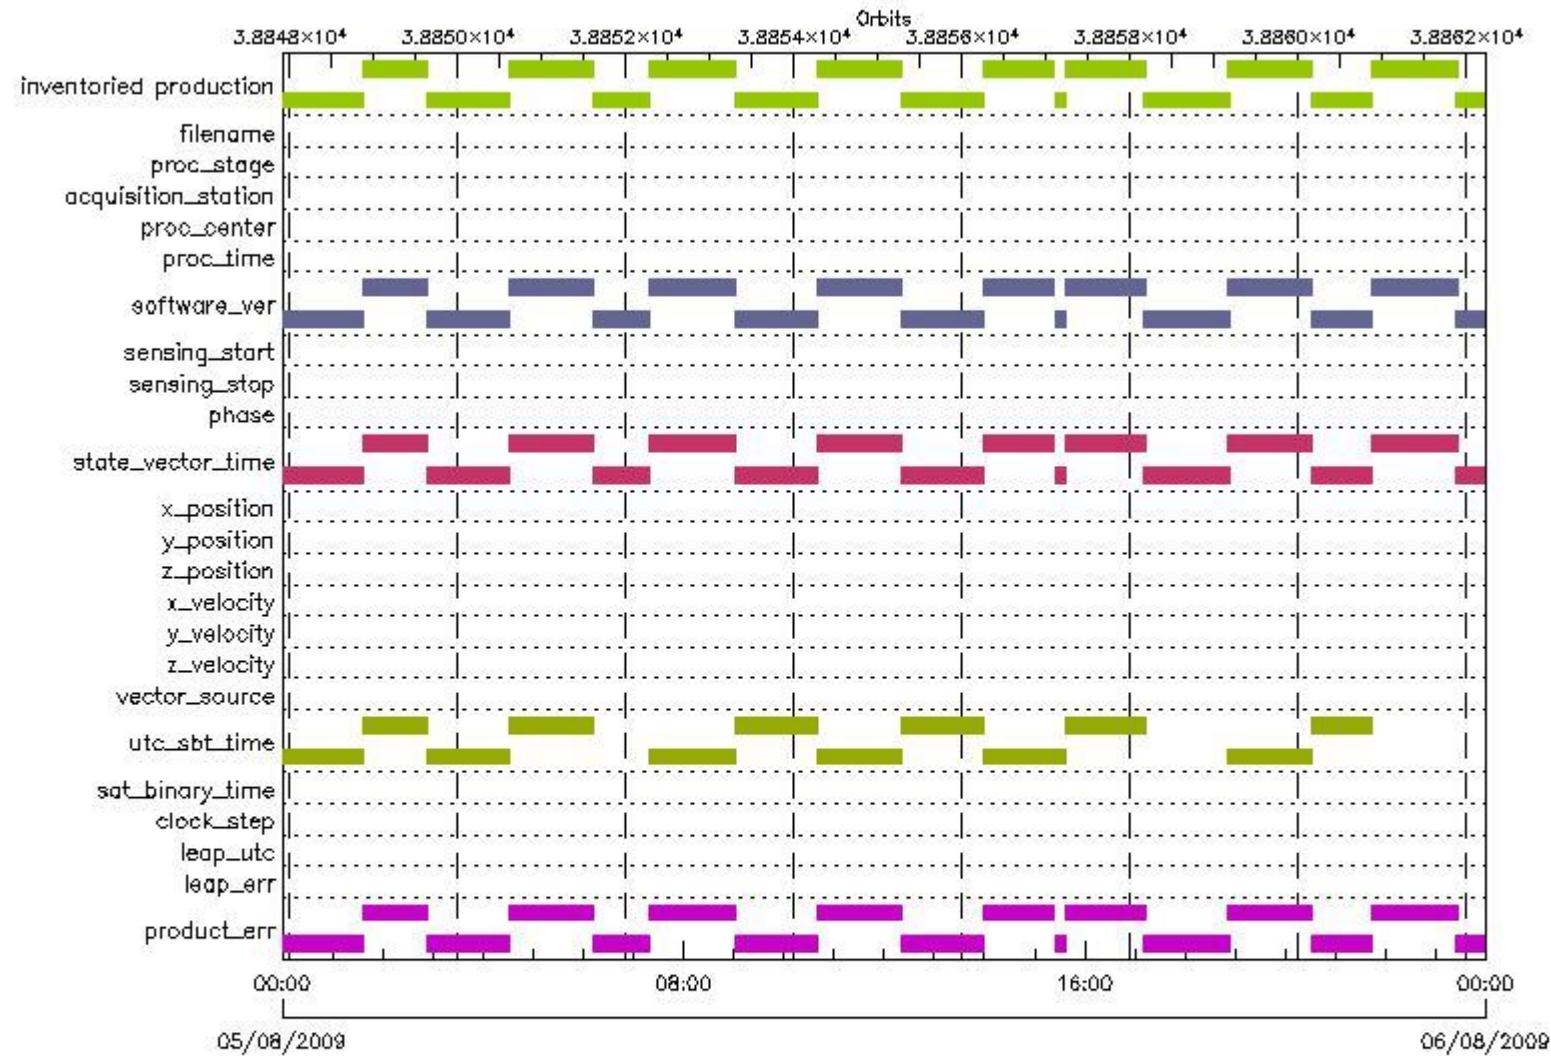 Orbits
3.8848×10⁴ 3.8850×10⁴ 3.8852×10⁴ 3.8854×10⁴ 3.8856×10⁴ 3.8858×10⁴ 3.8860×10⁴ 3.8862×10⁴
inventoried production
filename
proc_stage
acquisition_station
proc_center
proc_time
software_ver
sensing_start
sensing_stop
phase
state_vector_time
x_position
y_position
z_position
x_velocity
y_velocity
z_velocity
vector_source
utc_sbt_time
sat_binary_time
clock_step
leap_utc
leap_err
product_err
00:00 08:00 16:00 00:00
05/08/2009 06/08/2009